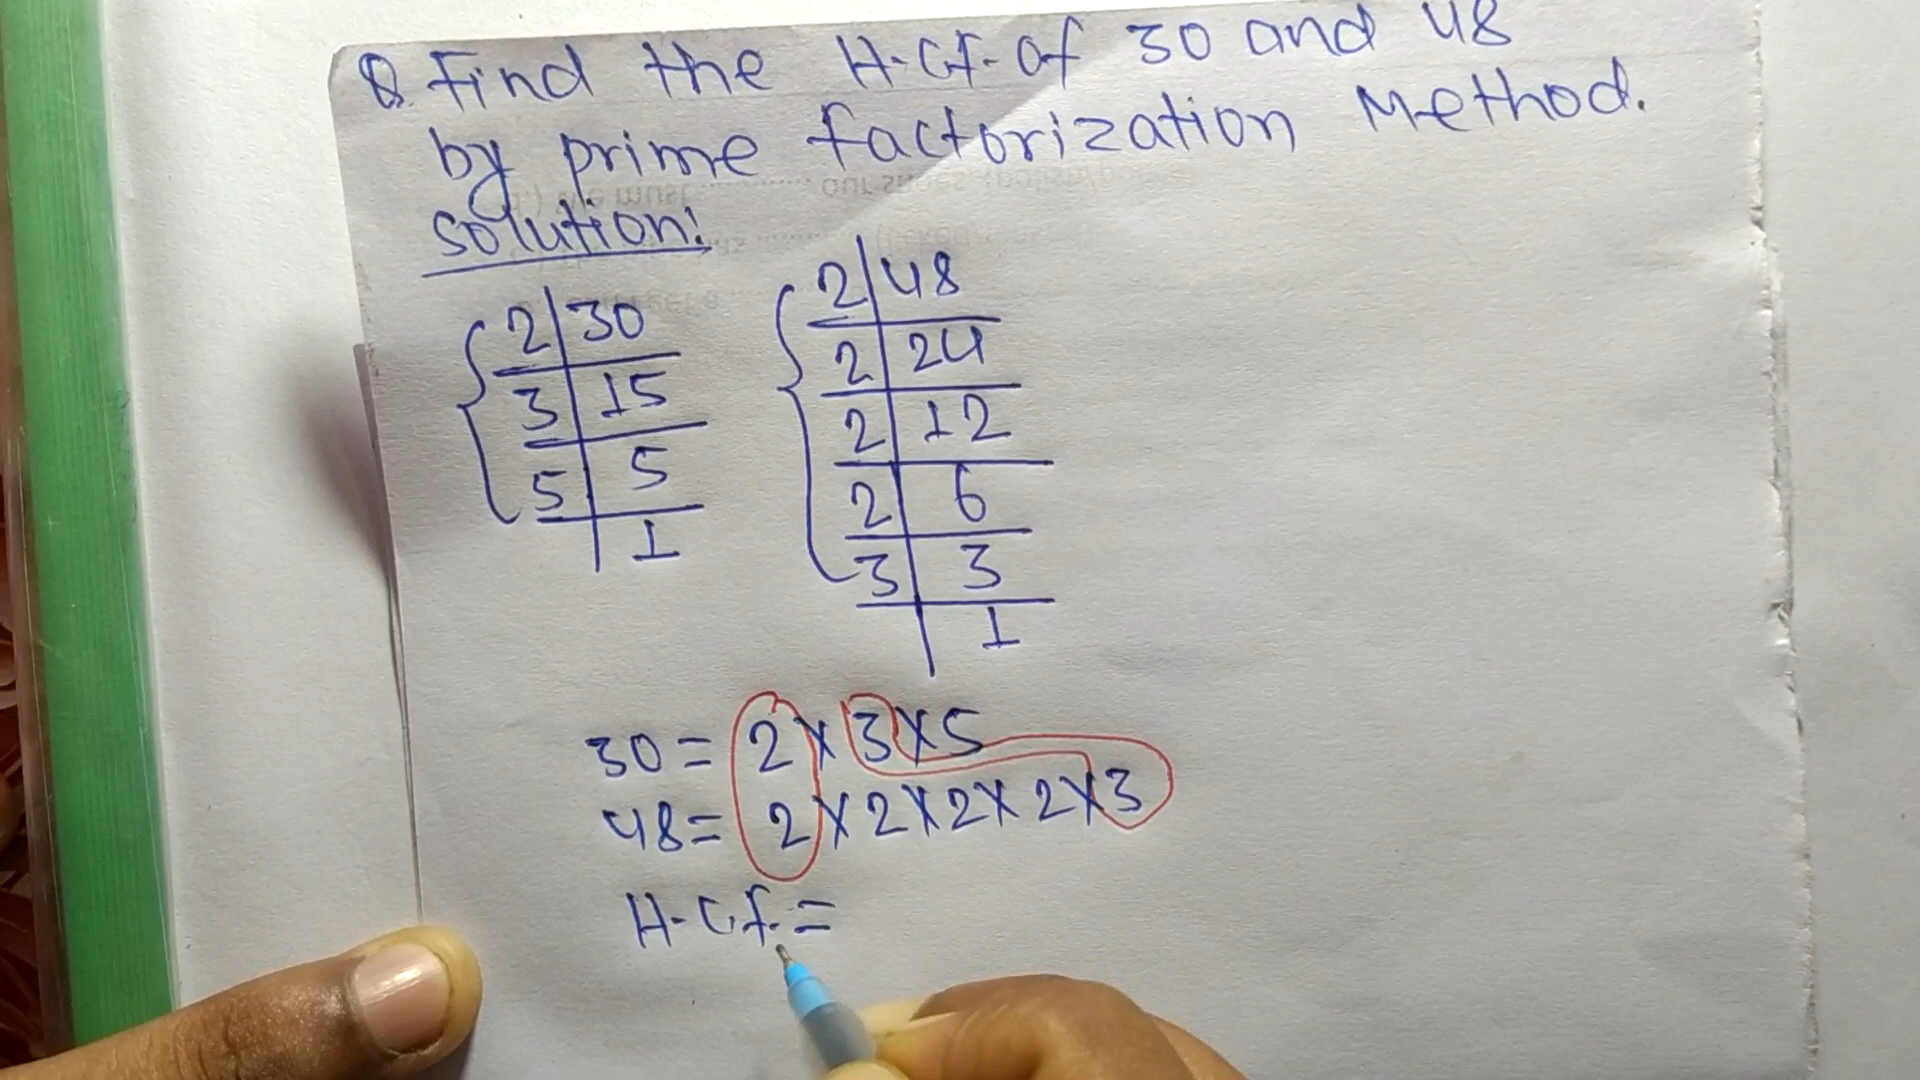 Q. Find the H.C.F. of 30 and 48
by prime factorization Method.
solution:
2 | 30
3 | 15
5 | 5
1
2 | 48
2 | 24
2 | 12
2 | 6
3 | 3
1
30 = 2 × 3 × 5
48 = 2 × 2 × 2 × 2 × 3
H.C.F. =